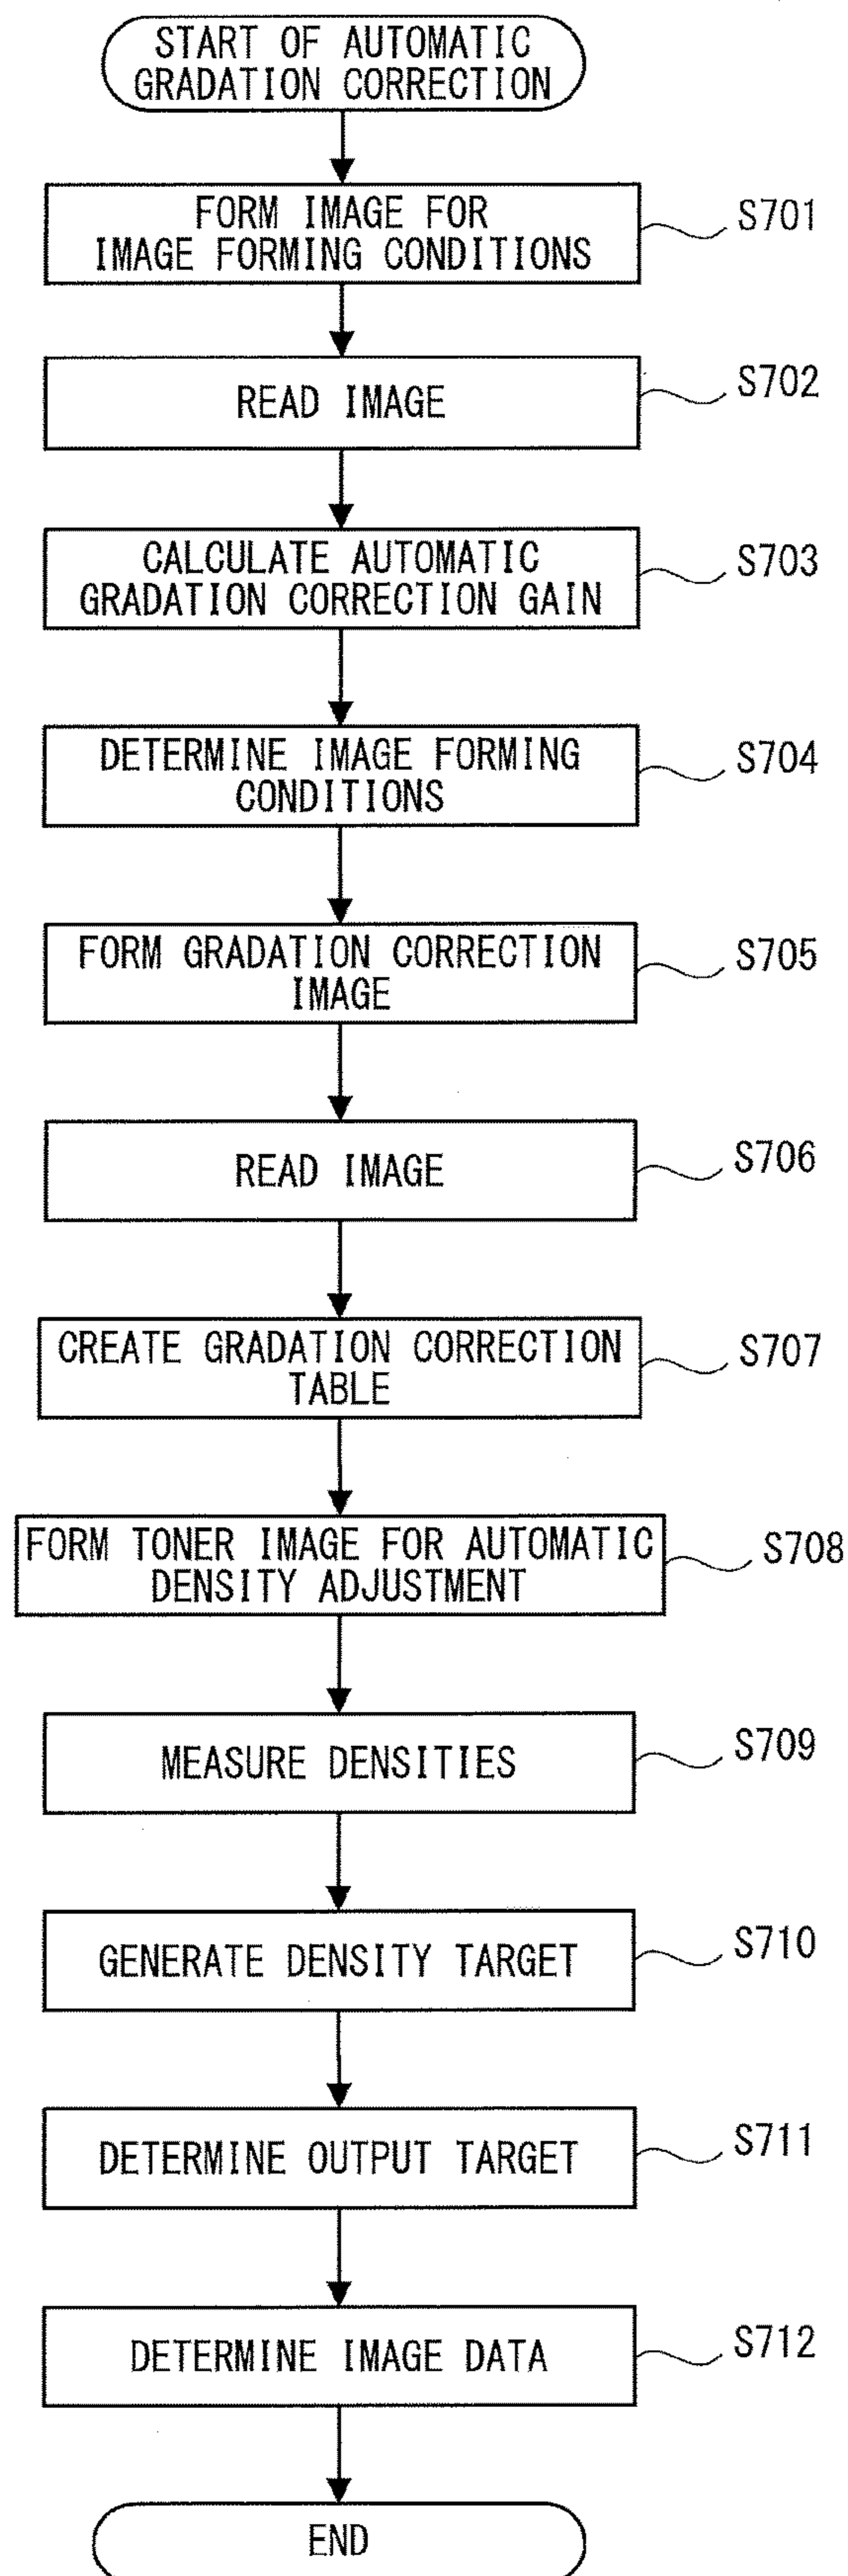 START OF AUTOMATIC
GRADATION CORRECTION
FORM IMAGE FOR
IMAGE FORMING CONDITIONS
S701
READ IMAGE
S702
CALCULATE AUTOMATIC
GRADATION CORRECTION GAIN
S703
DETERMINE IMAGE FORMING
CONDITIONS
S704
FORM GRADATION CORRECTION
IMAGE
S705
READ IMAGE
S706
CREATE GRADATION CORRECTION
TABLE
S707
FORM TONER IMAGE FOR AUTOMATIC
DENSITY ADJUSTMENT
S708
MEASURE DENSITIES
S709
GENERATE DENSITY TARGET
S710
DETERMINE OUTPUT TARGET
S711
DETERMINE IMAGE DATA
S712
END